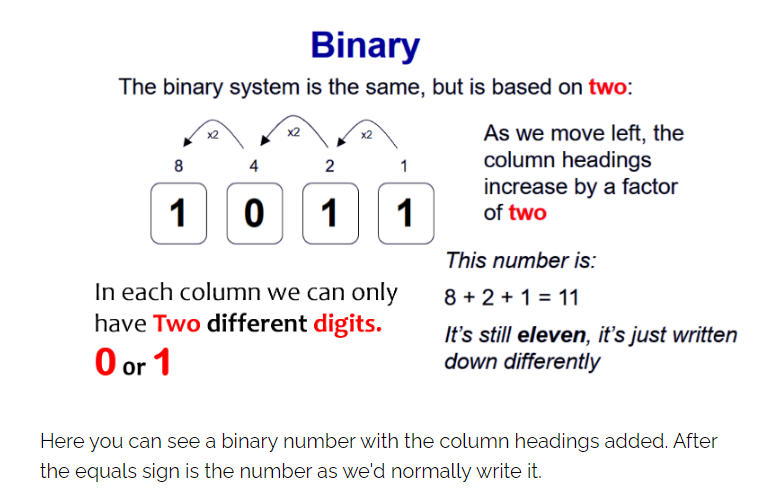 Binary
The binary system is the same, but is based on two:
x2 x2 x2
8 4 2 1
1 0 1 1
As we move left, the
column headings
increase by a factor
of two
This number is:
8 + 2 + 1 = 11
It's still eleven, it's just written
down differently
In each column we can only
have Two different digits.
0 or 1
Here you can see a binary number with the column headings added. After
the equals sign is the number as we'd normally write it.